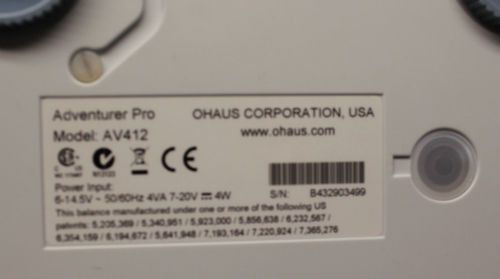 Adventurer Pro
OHAUS CORPORATION, USA
Model: AV412
www.ohaus.com
N13123
CE
Power Input:
6-14.5V ~ 50/60Hz 4VA 7-20V ⎓ 4W
S/N: B432903499
This balance manufactured under one or more of the following US
patents: 5,205,369 / 5,340,951 / 5,923,000 / 5,856,638 / 6,232,567 /
6,354,159 / 6,194,672 / 5,641,948 / 7,193,164 / 7,220,924 / 7,365,276